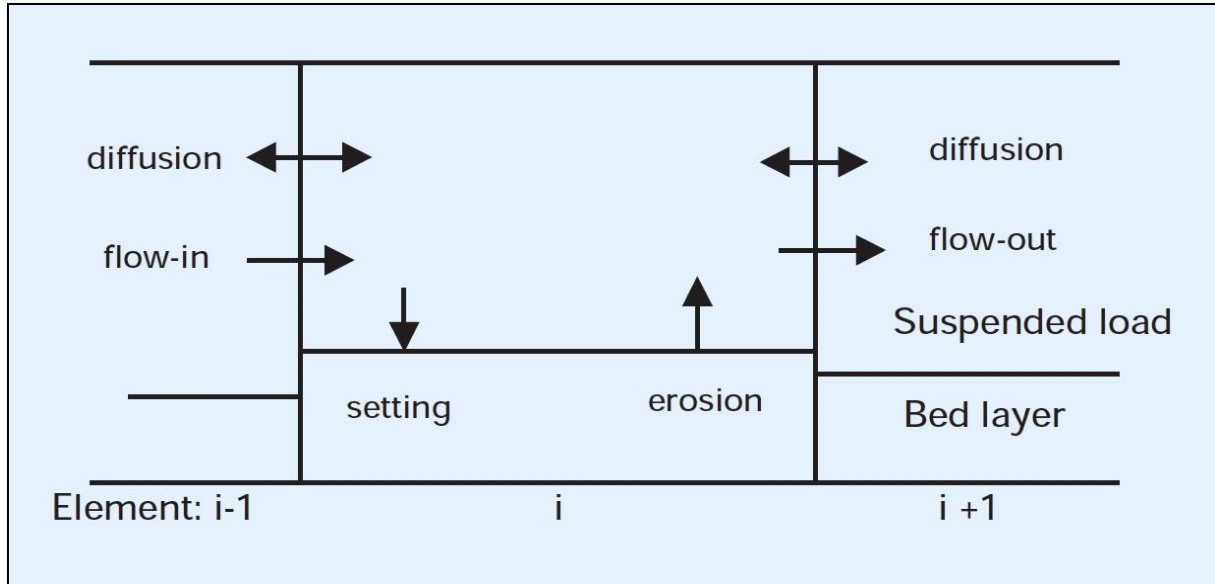 diffusion
diffusion
flow-in
flow-out
Suspended load
setting
erosion
Bed layer
Element: i-1
i
i +1